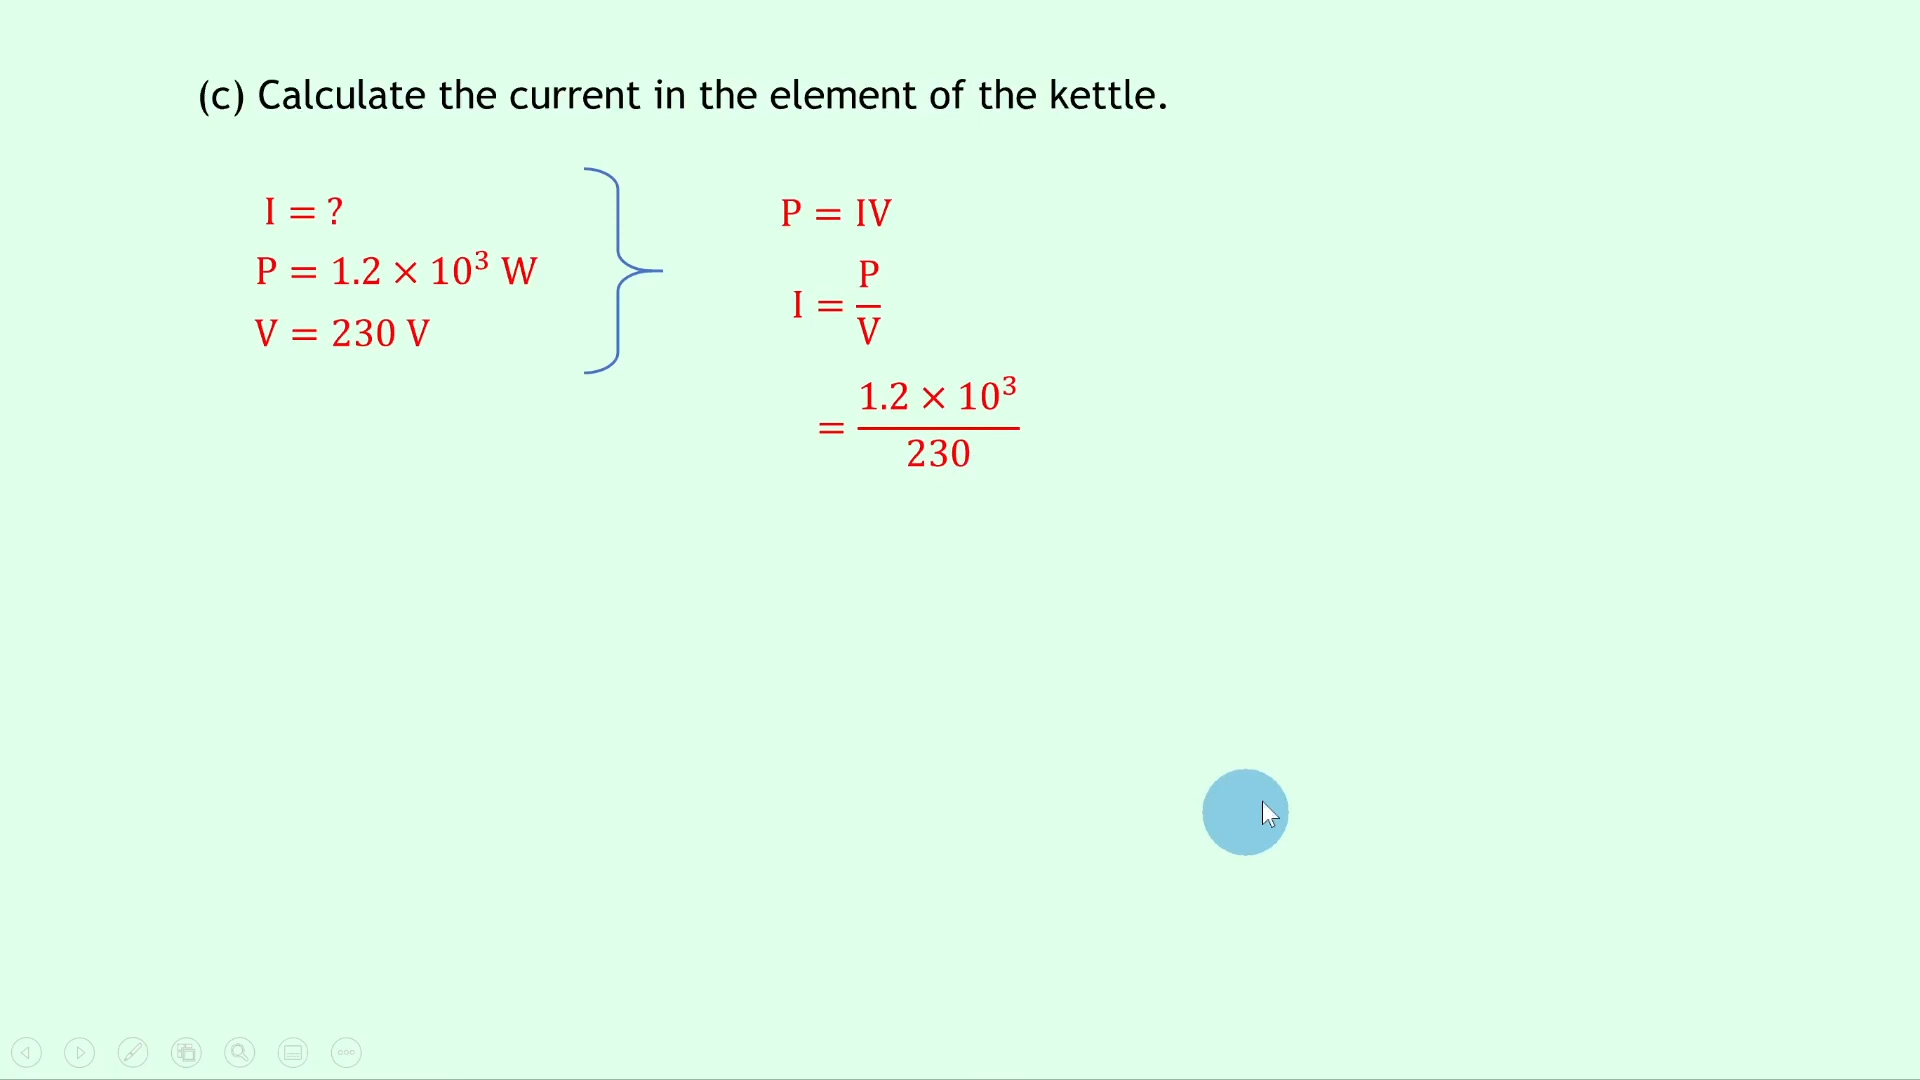 (c) Calculate the current in the element of the kettle.
I = ?
P = 1.2 × 10³ W
V = 230 V
P = IV
I = P/V
= 1.2 × 10³/230